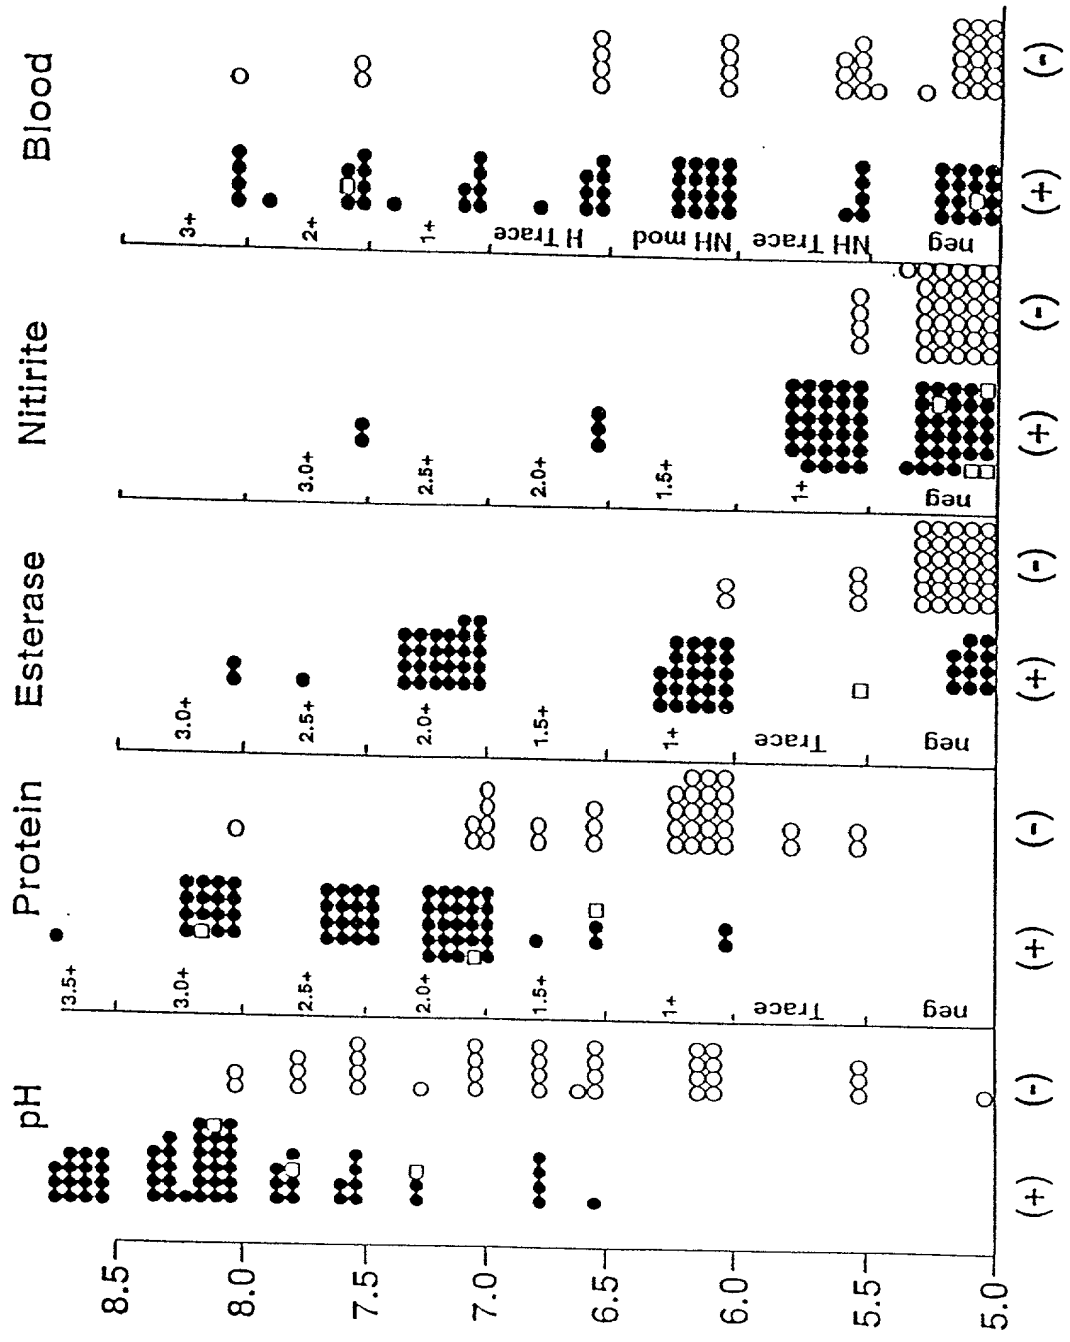 pH
Protein
Esterase
Nitirite
Blood
8.5
8.0
7.5
7.0
6.5
6.0
5.5
5.0
3.5+
3.0+
2.5+
2.0+
1.5+
1+
Trace
neg
3.0+
2.5+
2.0+
1.5+
1+
Trace
neg
3.0+
2.5+
2.0+
1.5+
1+
neg
3+
2+
1+
H Trace
NH mod
NH Trace
neg
(+)
(-)
(+)
(-)
(+)
(-)
(+)
(-)
(+)
(-)